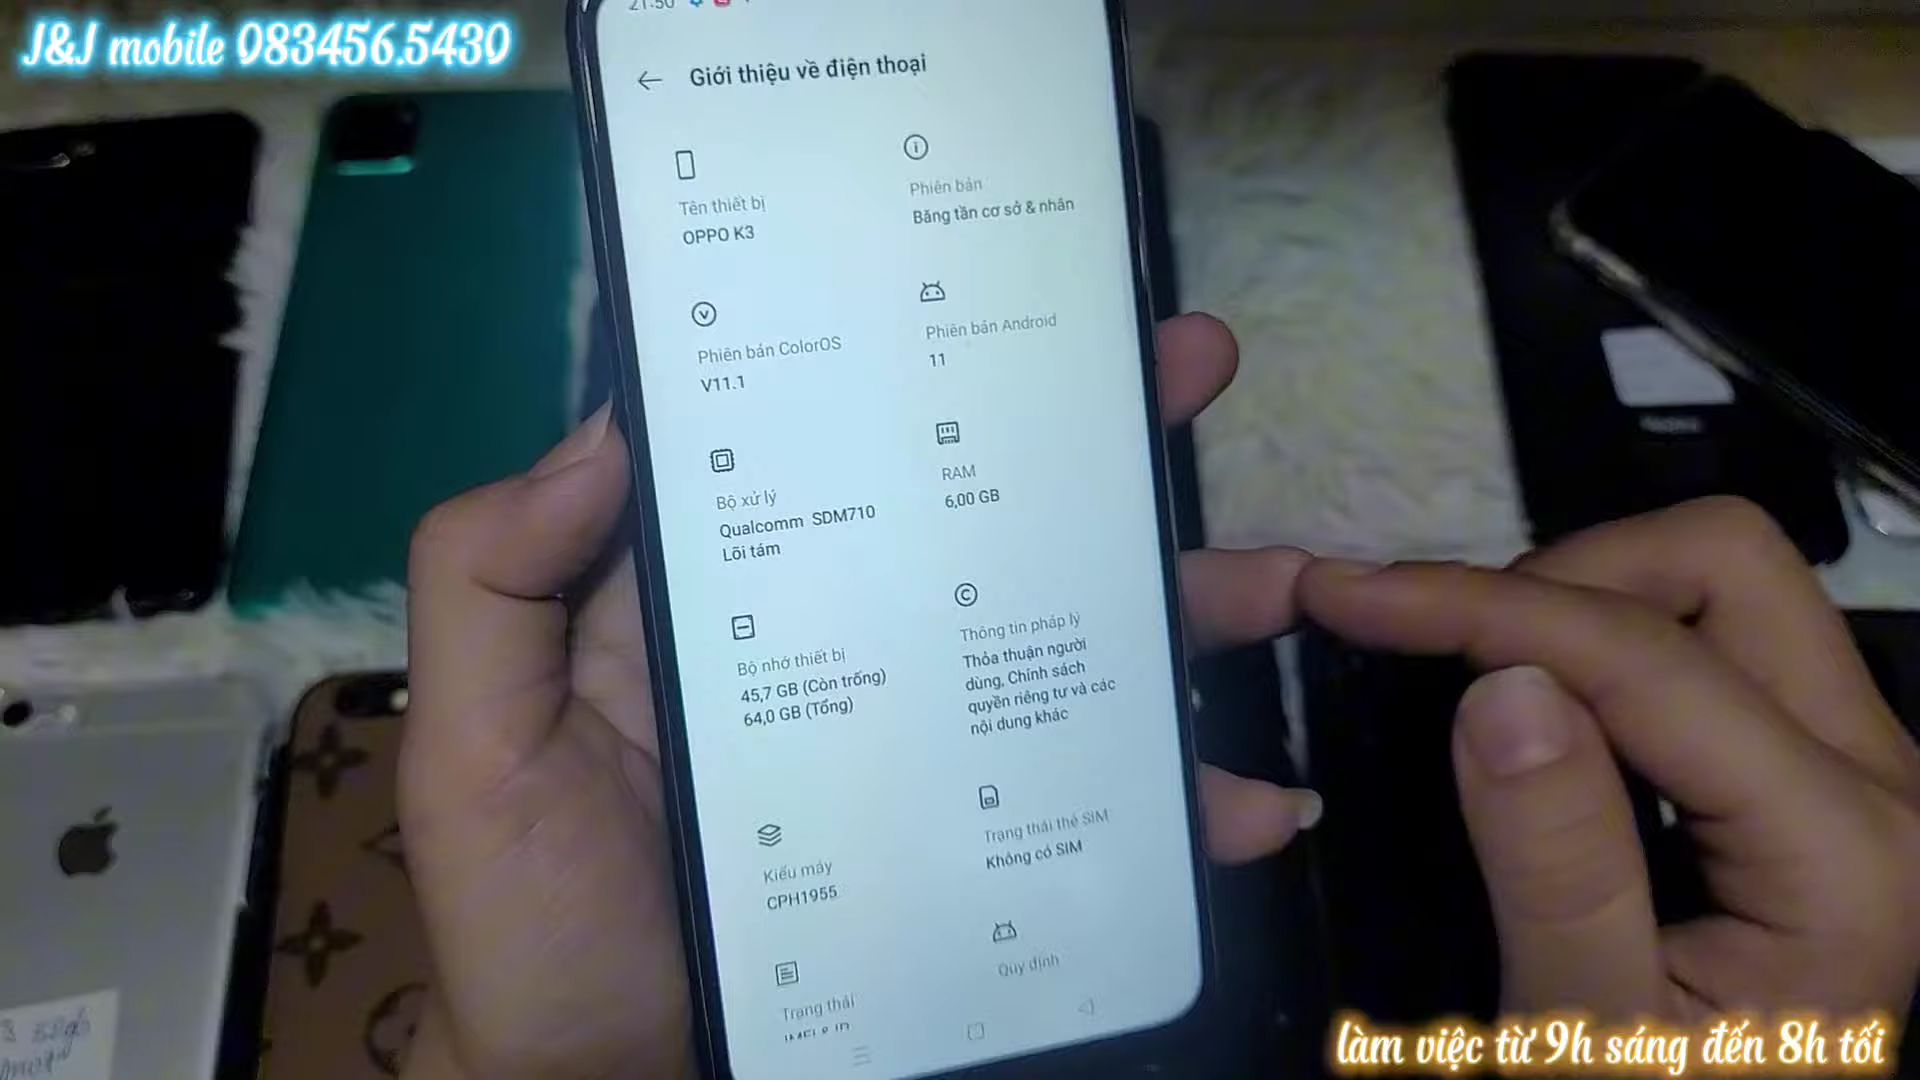 J&J mobile 083456.5439
21:50
Giới thiệu về điện thoại
Tên thiết bị
OPPO K3
Phiên bản
Băng tần cơ sở & nhân
Phiên bản ColorOS
V11.1
Phiên bản Android
11
Bộ xử lý
Qualcomm SDM710
Lõi tám
RAM
6,00 GB
Bộ nhớ thiết bị
45,7 GB (Còn trống)
64,0 GB (Tổng)
Thông tin pháp lý
Thỏa thuận người
dùng, Chính sách
quyền riêng tư và các
nội dung khác
Kiểu máy
CPH1955
Trạng thái thẻ SIM
Không có SIM
Trạng thái
Quy định
làm việc từ 9h sáng đến 8h tối